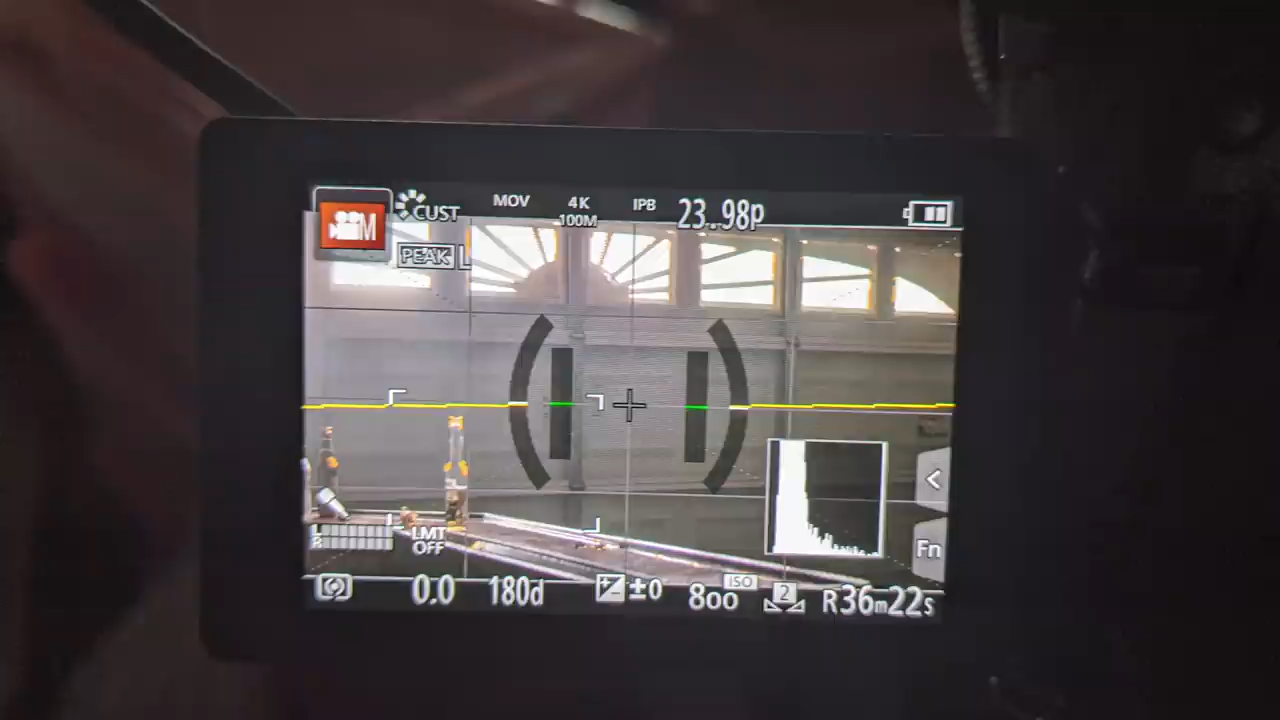 M CUST MOV 4K 100M IPB 23.98p
PEAK L
<
LMT OFF
Fn
0.0 180d ±0 ISO 800 2 R36m22s